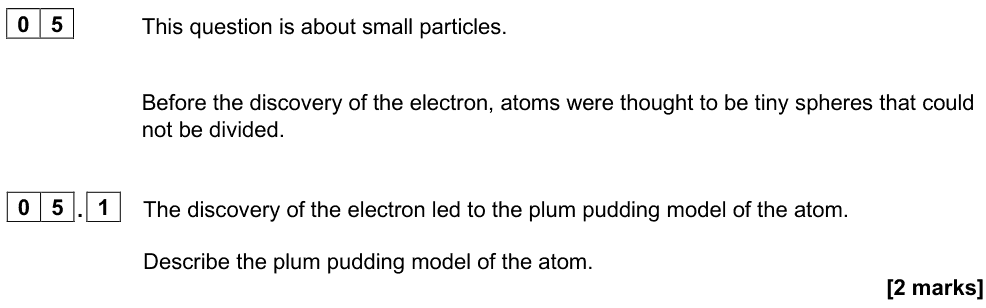 0 5 This question is about small particles.
Before the discovery of the electron, atoms were thought to be tiny spheres that could
not be divided.
0 5 . 1 The discovery of the electron led to the plum pudding model of the atom.
Describe the plum pudding model of the atom.
[2 marks]